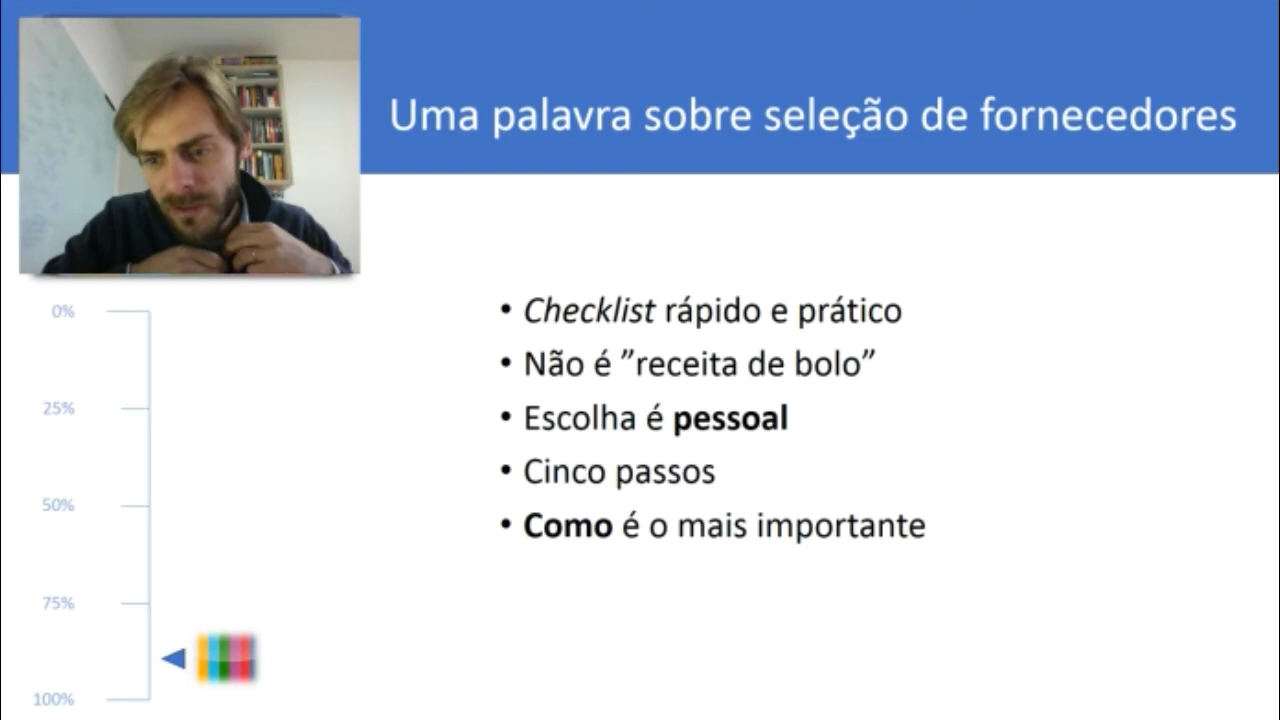 Uma palavra sobre seleção de fornecedores
• Checklist rápido e prático
• Não é ”receita de bolo”
• Escolha é pessoal
• Cinco passos
• Como é o mais importante
0%
25%
50%
75%
100%